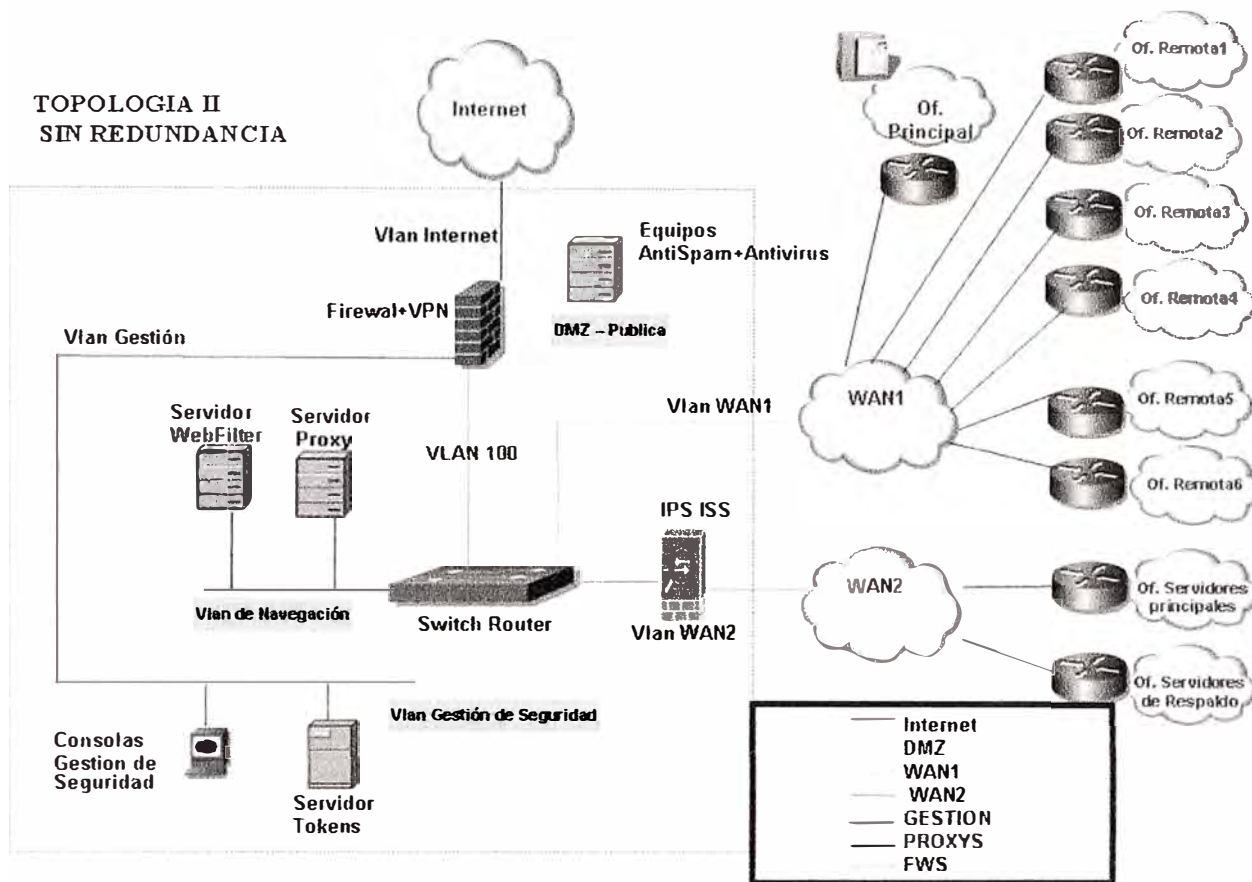 TOPOLOGIA II
SIN REDUNDANCIA
Internet
Of.
Principal
Of. Remota1
Of. Remota2
Of. Remota3
Of. Remota4
Of. Remota5
Of. Remota6
Vlan Internet
Equipos
AntiSpam+Antivirus
DMZ – Publica
Firewal+VPN
Vlan Gestión
Servidor
WebFilter
Servidor
Proxy
VLAN 100
Vlan WAN1
WAN1
IPS ISS
Vlan de Navegación
Switch Router
Vlan WAN2
WAN2
Of. Servidores
principales
Of. Servidores
de Respaldo
Vlan Gestión de Seguridad
Consolas
Gestion de
Seguridad
Servidor
Tokens
Internet
DMZ
WAN1
WAN2
GESTION
PROXYS
FWS